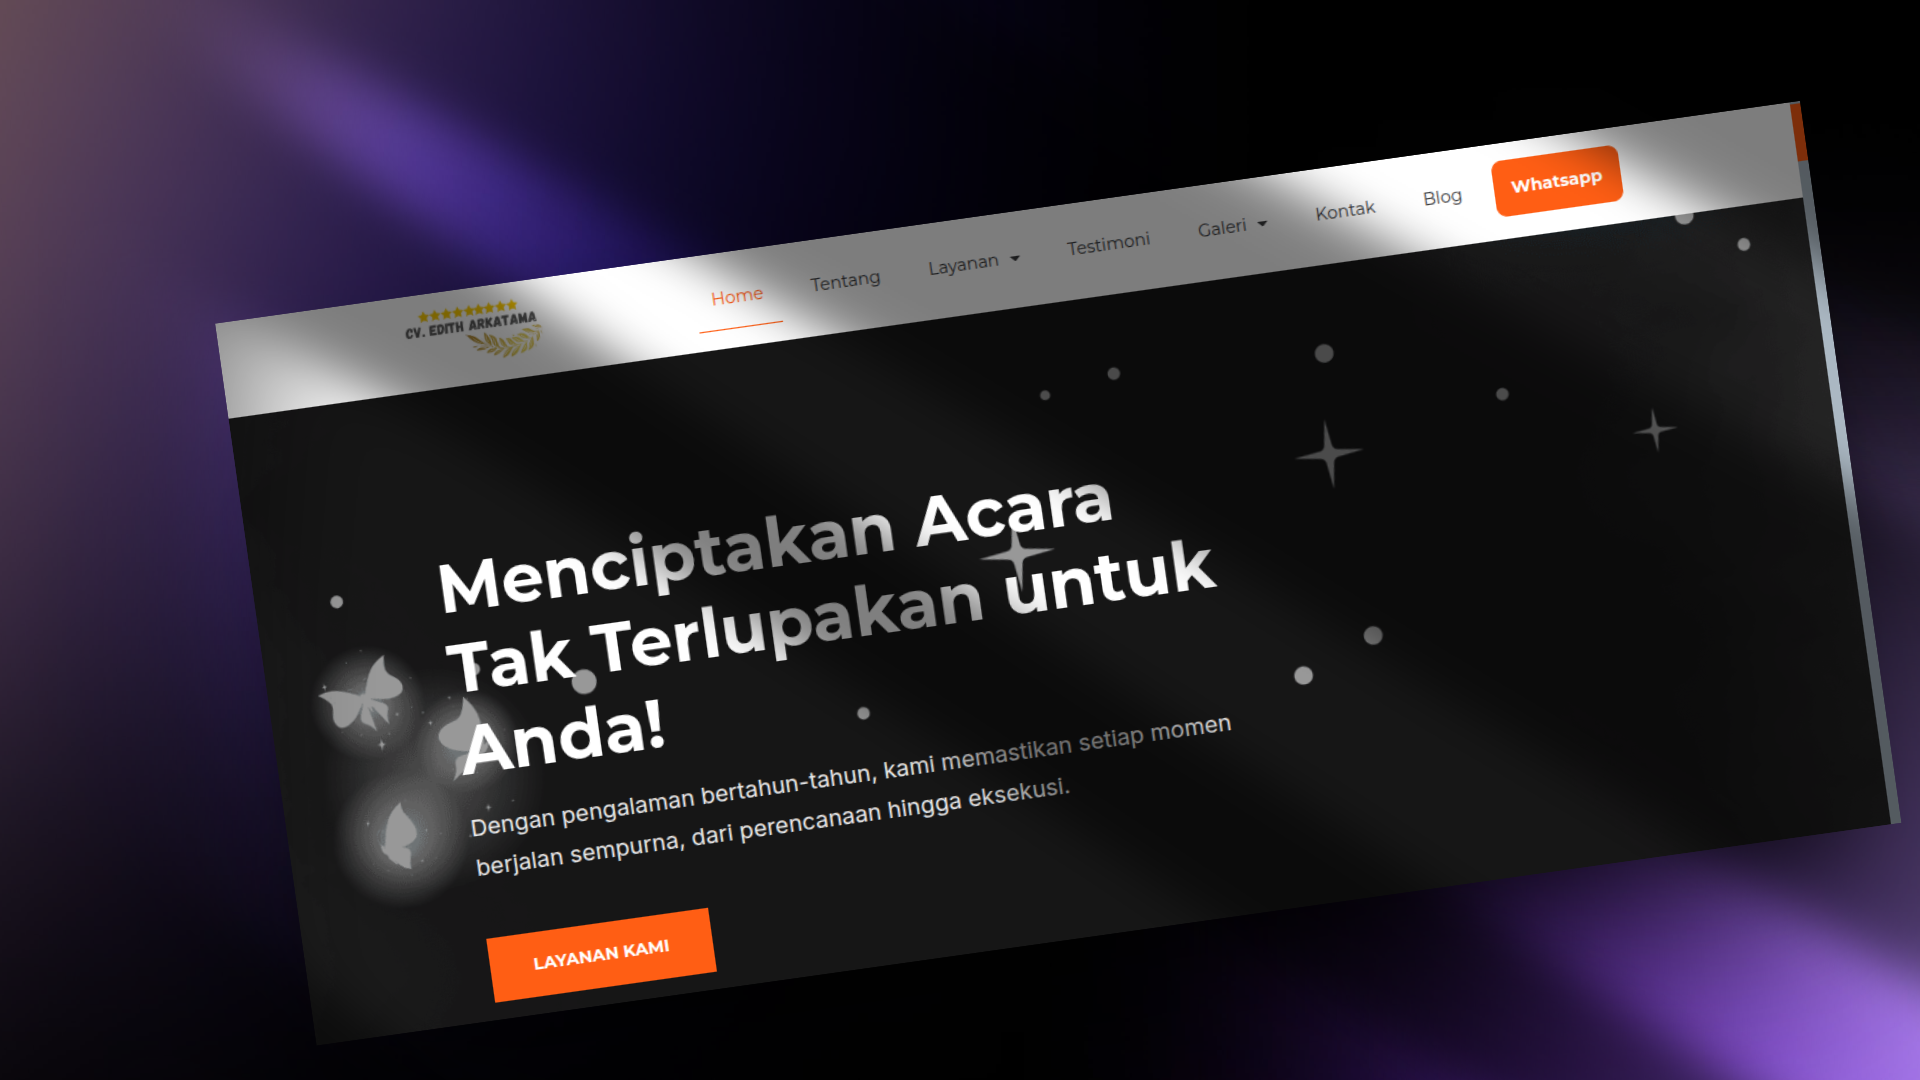 CV. EDITH ARKATAMA
Home
Tentang
Layanan
Testimoni
Galeri
Kontak
Blog
Whatsapp
Menciptakan Acara
Tak Terlupakan untuk
Anda!
Dengan pengalaman bertahun-tahun, kami memastikan setiap momen
berjalan sempurna, dari perencanaan hingga eksekusi.
LAYANAN KAMI